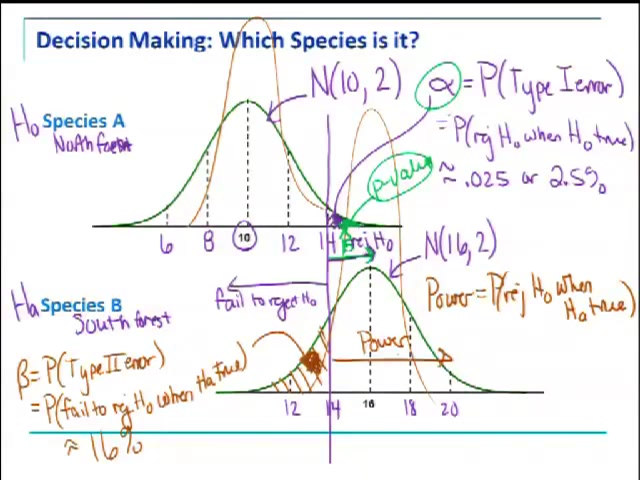 Decision Making: Which Species is it?
H₀ Species A
North forest
N(10, 2)
α = P(Type I error)
= P(rej H₀ when H₀ true)
≈ .025 or 2.5%
p-value
6 8 10 12 14
rej H₀
fail to reject H₀
Ha Species B
South forest
N(16, 2)
Power = P(rej H₀ when
Ha true)
Power
β = P(Type II error)
= P(fail to rej H₀ when Ha true)
≈ 16%
12 14 16 18 20